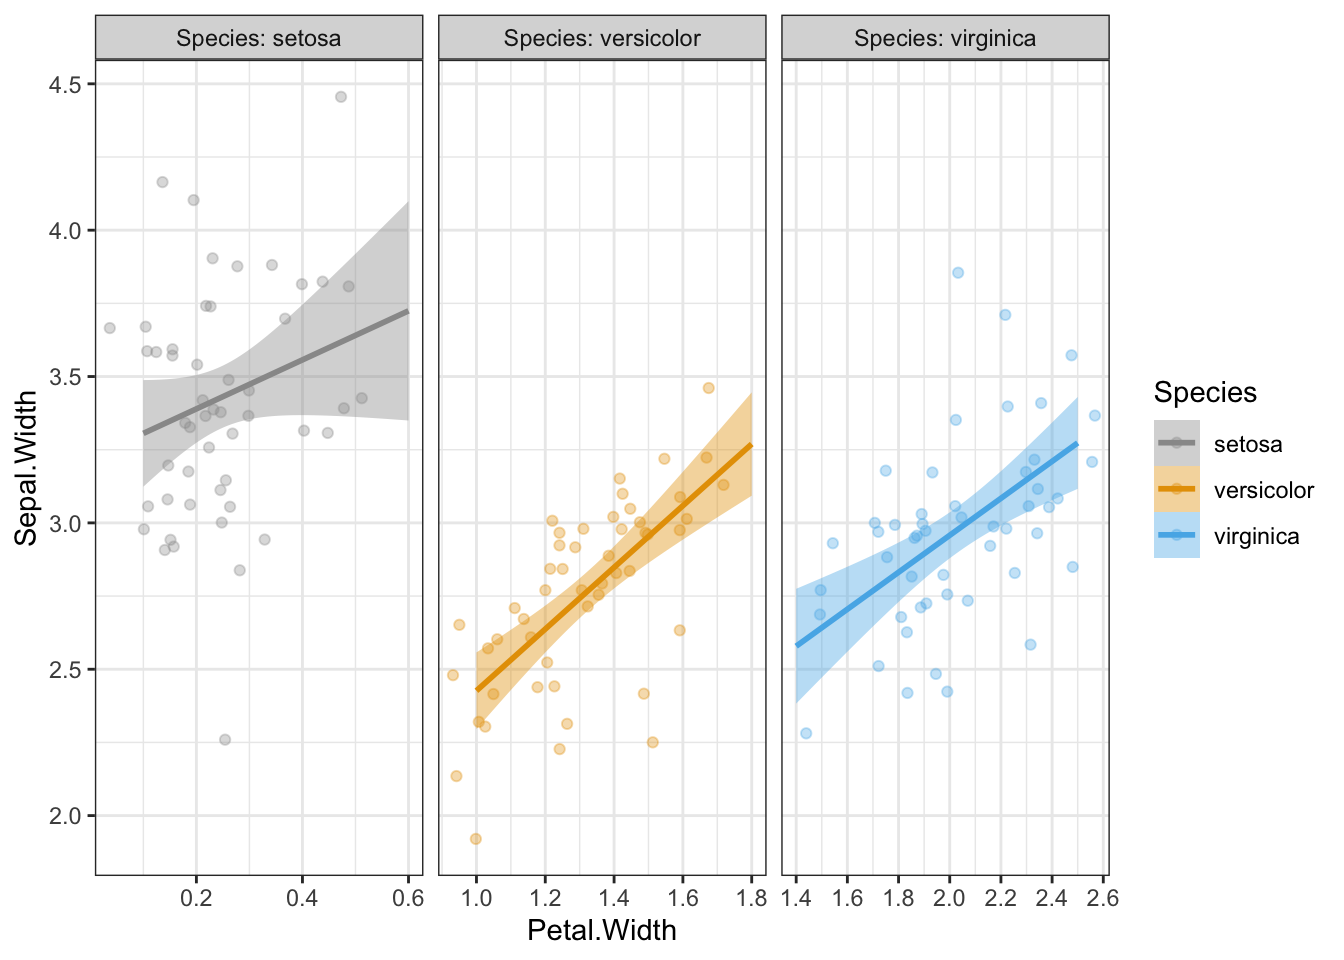 Species: setosa
Species: versicolor
Species: virginica
4.5
4.0
3.5
3.0
2.5
2.0
Sepal.Width
0.2 0.4 0.6
1.0 1.2 1.4 1.6 1.8
1.4 1.6 1.8 2.0 2.2 2.4 2.6
Petal.Width
Species
setosa
versicolor
virginica